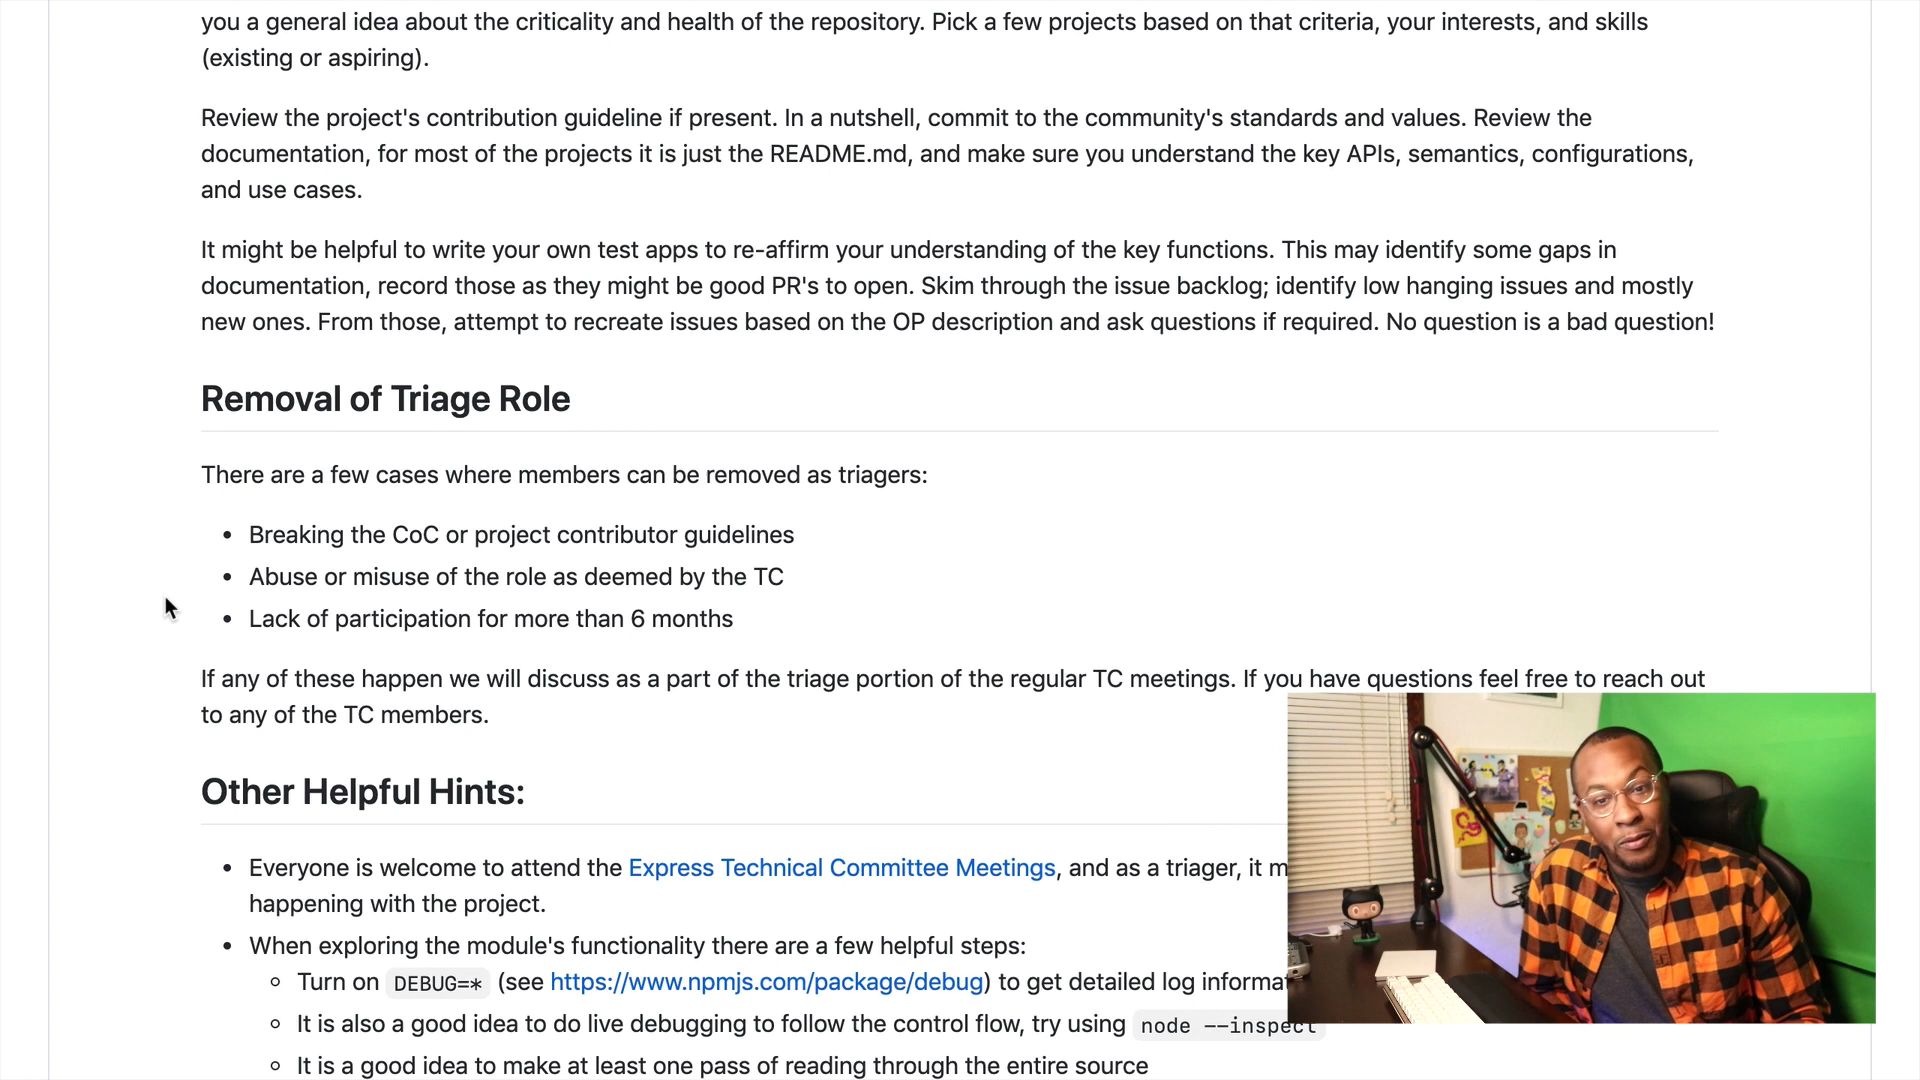 you a general idea about the criticality and health of the repository. Pick a few projects based on that criteria, your interests, and skills
(existing or aspiring).
Review the project's contribution guideline if present. In a nutshell, commit to the community's standards and values. Review the
documentation, for most of the projects it is just the README.md, and make sure you understand the key APIs, semantics, configurations,
and use cases.
It might be helpful to write your own test apps to re-affirm your understanding of the key functions. This may identify some gaps in
documentation, record those as they might be good PR's to open. Skim through the issue backlog; identify low hanging issues and mostly
new ones. From those, attempt to recreate issues based on the OP description and ask questions if required. No question is a bad question!
Removal of Triage Role
There are a few cases where members can be removed as triagers:
• Breaking the CoC or project contributor guidelines
• Abuse or misuse of the role as deemed by the TC
• Lack of participation for more than 6 months
If any of these happen we will discuss as a part of the triage portion of the regular TC meetings. If you have questions feel free to reach out
to any of the TC members.
Other Helpful Hints:
• Everyone is welcome to attend the Express Technical Committee Meetings, and as a triager, it
happening with the project.
• When exploring the module's functionality there are a few helpful steps:
◦ Turn on DEBUG=* (see https://www.npmjs.com/package/debug) to get detailed log
◦ It is also a good idea to do live debugging to follow the control flow, try using node --inspect
◦ It is a good idea to make at least one pass of reading through the entire source